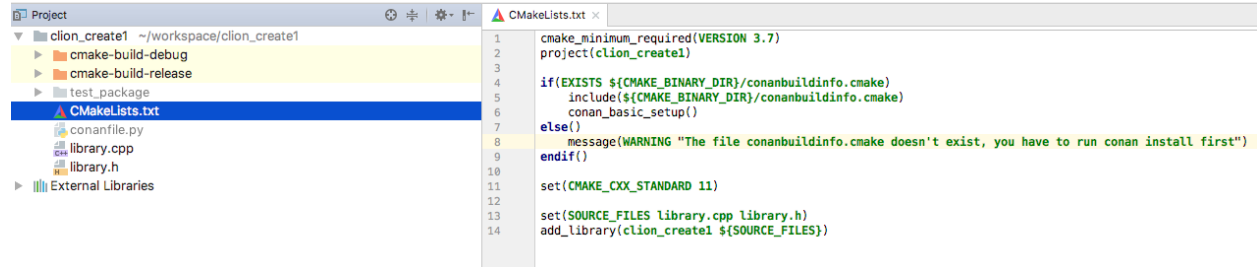 Project
clion_create1 ~/workspace/clion_create1
cmake-build-debug
cmake-build-release
test_package
CMakeLists.txt
conanfile.py
library.cpp
library.h
External Libraries
CMakeLists.txt
1 cmake_minimum_required(VERSION 3.7)
2 project(clion_create1)
3
4 if(EXISTS ${CMAKE_BINARY_DIR}/conanbuildinfo.cmake)
5     include(${CMAKE_BINARY_DIR}/conanbuildinfo.cmake)
6     conan_basic_setup()
7 else()
8     message(WARNING "The file conanbuildinfo.cmake doesn't exist, you have to run conan install first")
9 endif()
10
11 set(CMAKE_CXX_STANDARD 11)
12
13 set(SOURCE_FILES library.cpp library.h)
14 add_library(clion_create1 ${SOURCE_FILES})